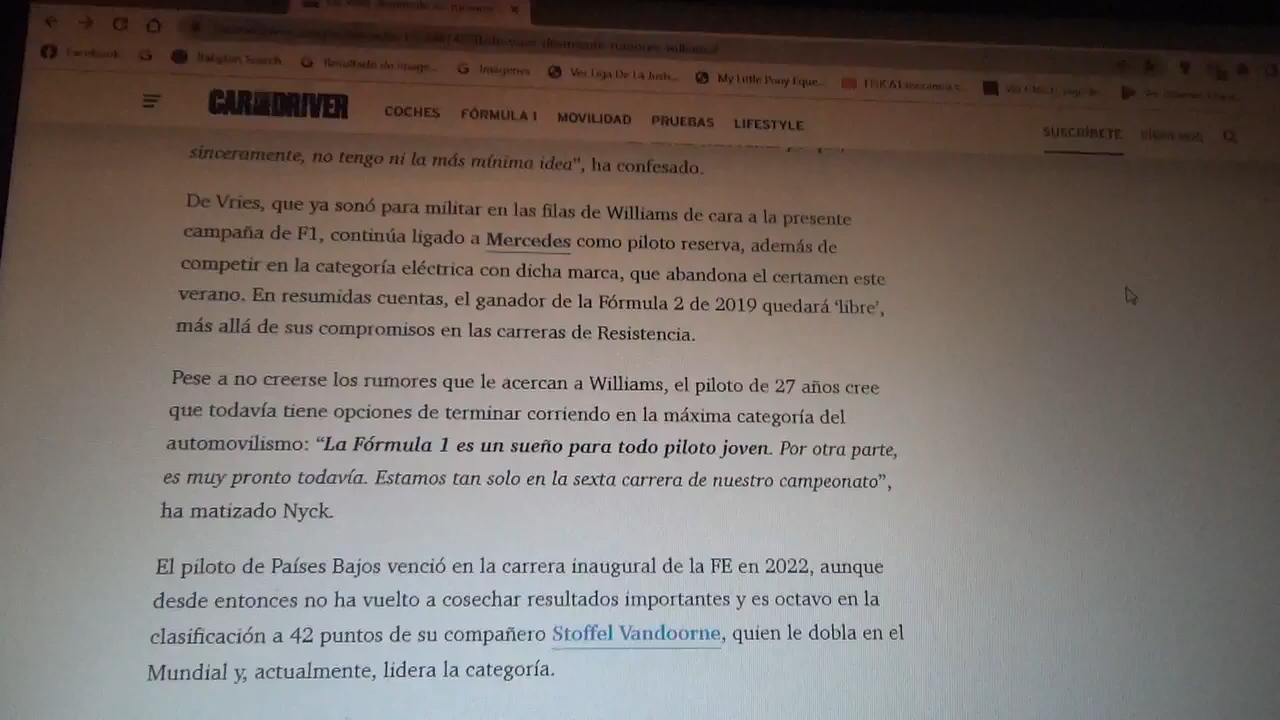 Facebook
Babylon Search
Resultado de image...
Imágenes
Ver Liga De La Justi...
My Little Pony Eque...
CAR AND DRIVER
COCHES
FÓRMULA 1
MOVILIDAD
PRUEBAS
LIFESTYLE
SUSCRÍBETE
sinceramente, no tengo ni la más mínima idea", ha confesado.
De Vries, que ya sonó para militar en las filas de Williams de cara a la presente
campaña de F1, continúa ligado a Mercedes como piloto reserva, además de
competir en la categoría eléctrica con dicha marca, que abandona el certamen este
verano. En resumidas cuentas, el ganador de la Fórmula 2 de 2019 quedará 'libre',
más allá de sus compromisos en las carreras de Resistencia.
Pese a no creerse los rumores que le acercan a Williams, el piloto de 27 años cree
que todavía tiene opciones de terminar corriendo en la máxima categoría del
automovilismo: "La Fórmula 1 es un sueño para todo piloto joven. Por otra parte,
es muy pronto todavía. Estamos tan solo en la sexta carrera de nuestro campeonato",
ha matizado Nyck.
El piloto de Países Bajos venció en la carrera inaugural de la FE en 2022, aunque
desde entonces no ha vuelto a cosechar resultados importantes y es octavo en la
clasificación a 42 puntos de su compañero Stoffel Vandoorne, quien le dobla en el
Mundial y, actualmente, lidera la categoría.